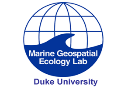 Marine Geospatial
Ecology Lab
Duke University